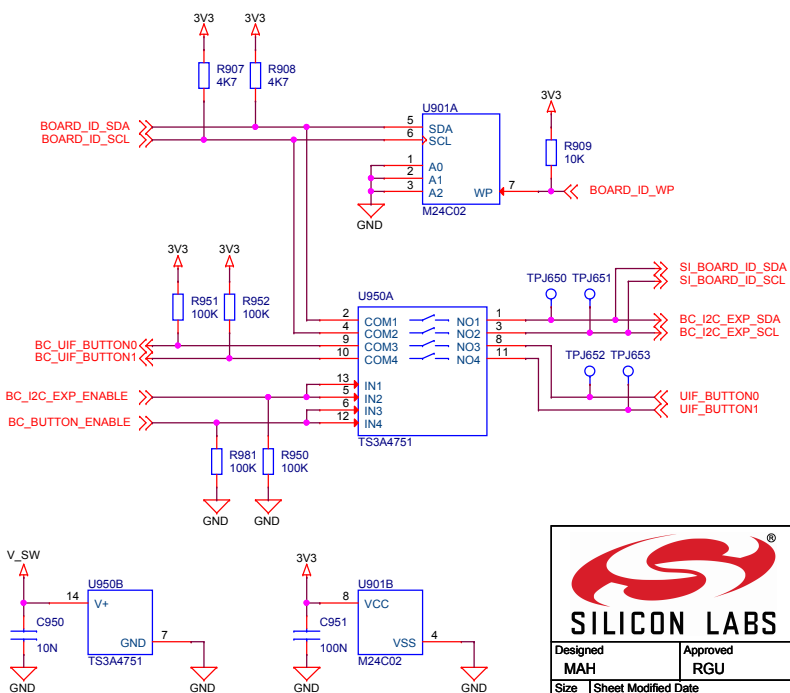 3V3
3V3
R907
4K7
R908
4K7
U901A
3V3
BOARD_ID_SDA
BOARD_ID_SCL
5
SDA
6
SCL
R909
10K
1
A0
2
A1
3
A2
WP
7
BOARD_ID_WP
GND
M24C02
3V3
3V3
R951
100K
R952
100K
U950A
TPJ650
TPJ651
SI_BOARD_ID_SDA
SI_BOARD_ID_SCL
2
COM1
NO1
1
BC_I2C_EXP_SDA
4
COM2
NO2
3
BC_I2C_EXP_SCL
BC_UIF_BUTTON0
9
COM3
NO3
8
BC_UIF_BUTTON1
10
COM4
NO4
11
TPJ652
TPJ653
BC_I2C_EXP_ENABLE
13
IN1
5
IN2
UIF_BUTTON0
6
IN3
UIF_BUTTON1
BC_BUTTON_ENABLE
12
IN4
TS3A4751
R981
100K
R950
100K
GND
GND
V_SW
U950B
14
V+
C950
10N
GND
7
TS3A4751
GND
GND
3V3
U901B
8
VCC
C951
100N
VSS
4
M24C02
GND
GND
®
SILICON LABS
Designed
Approved
MAH
RGU
Size
Sheet Modified Date